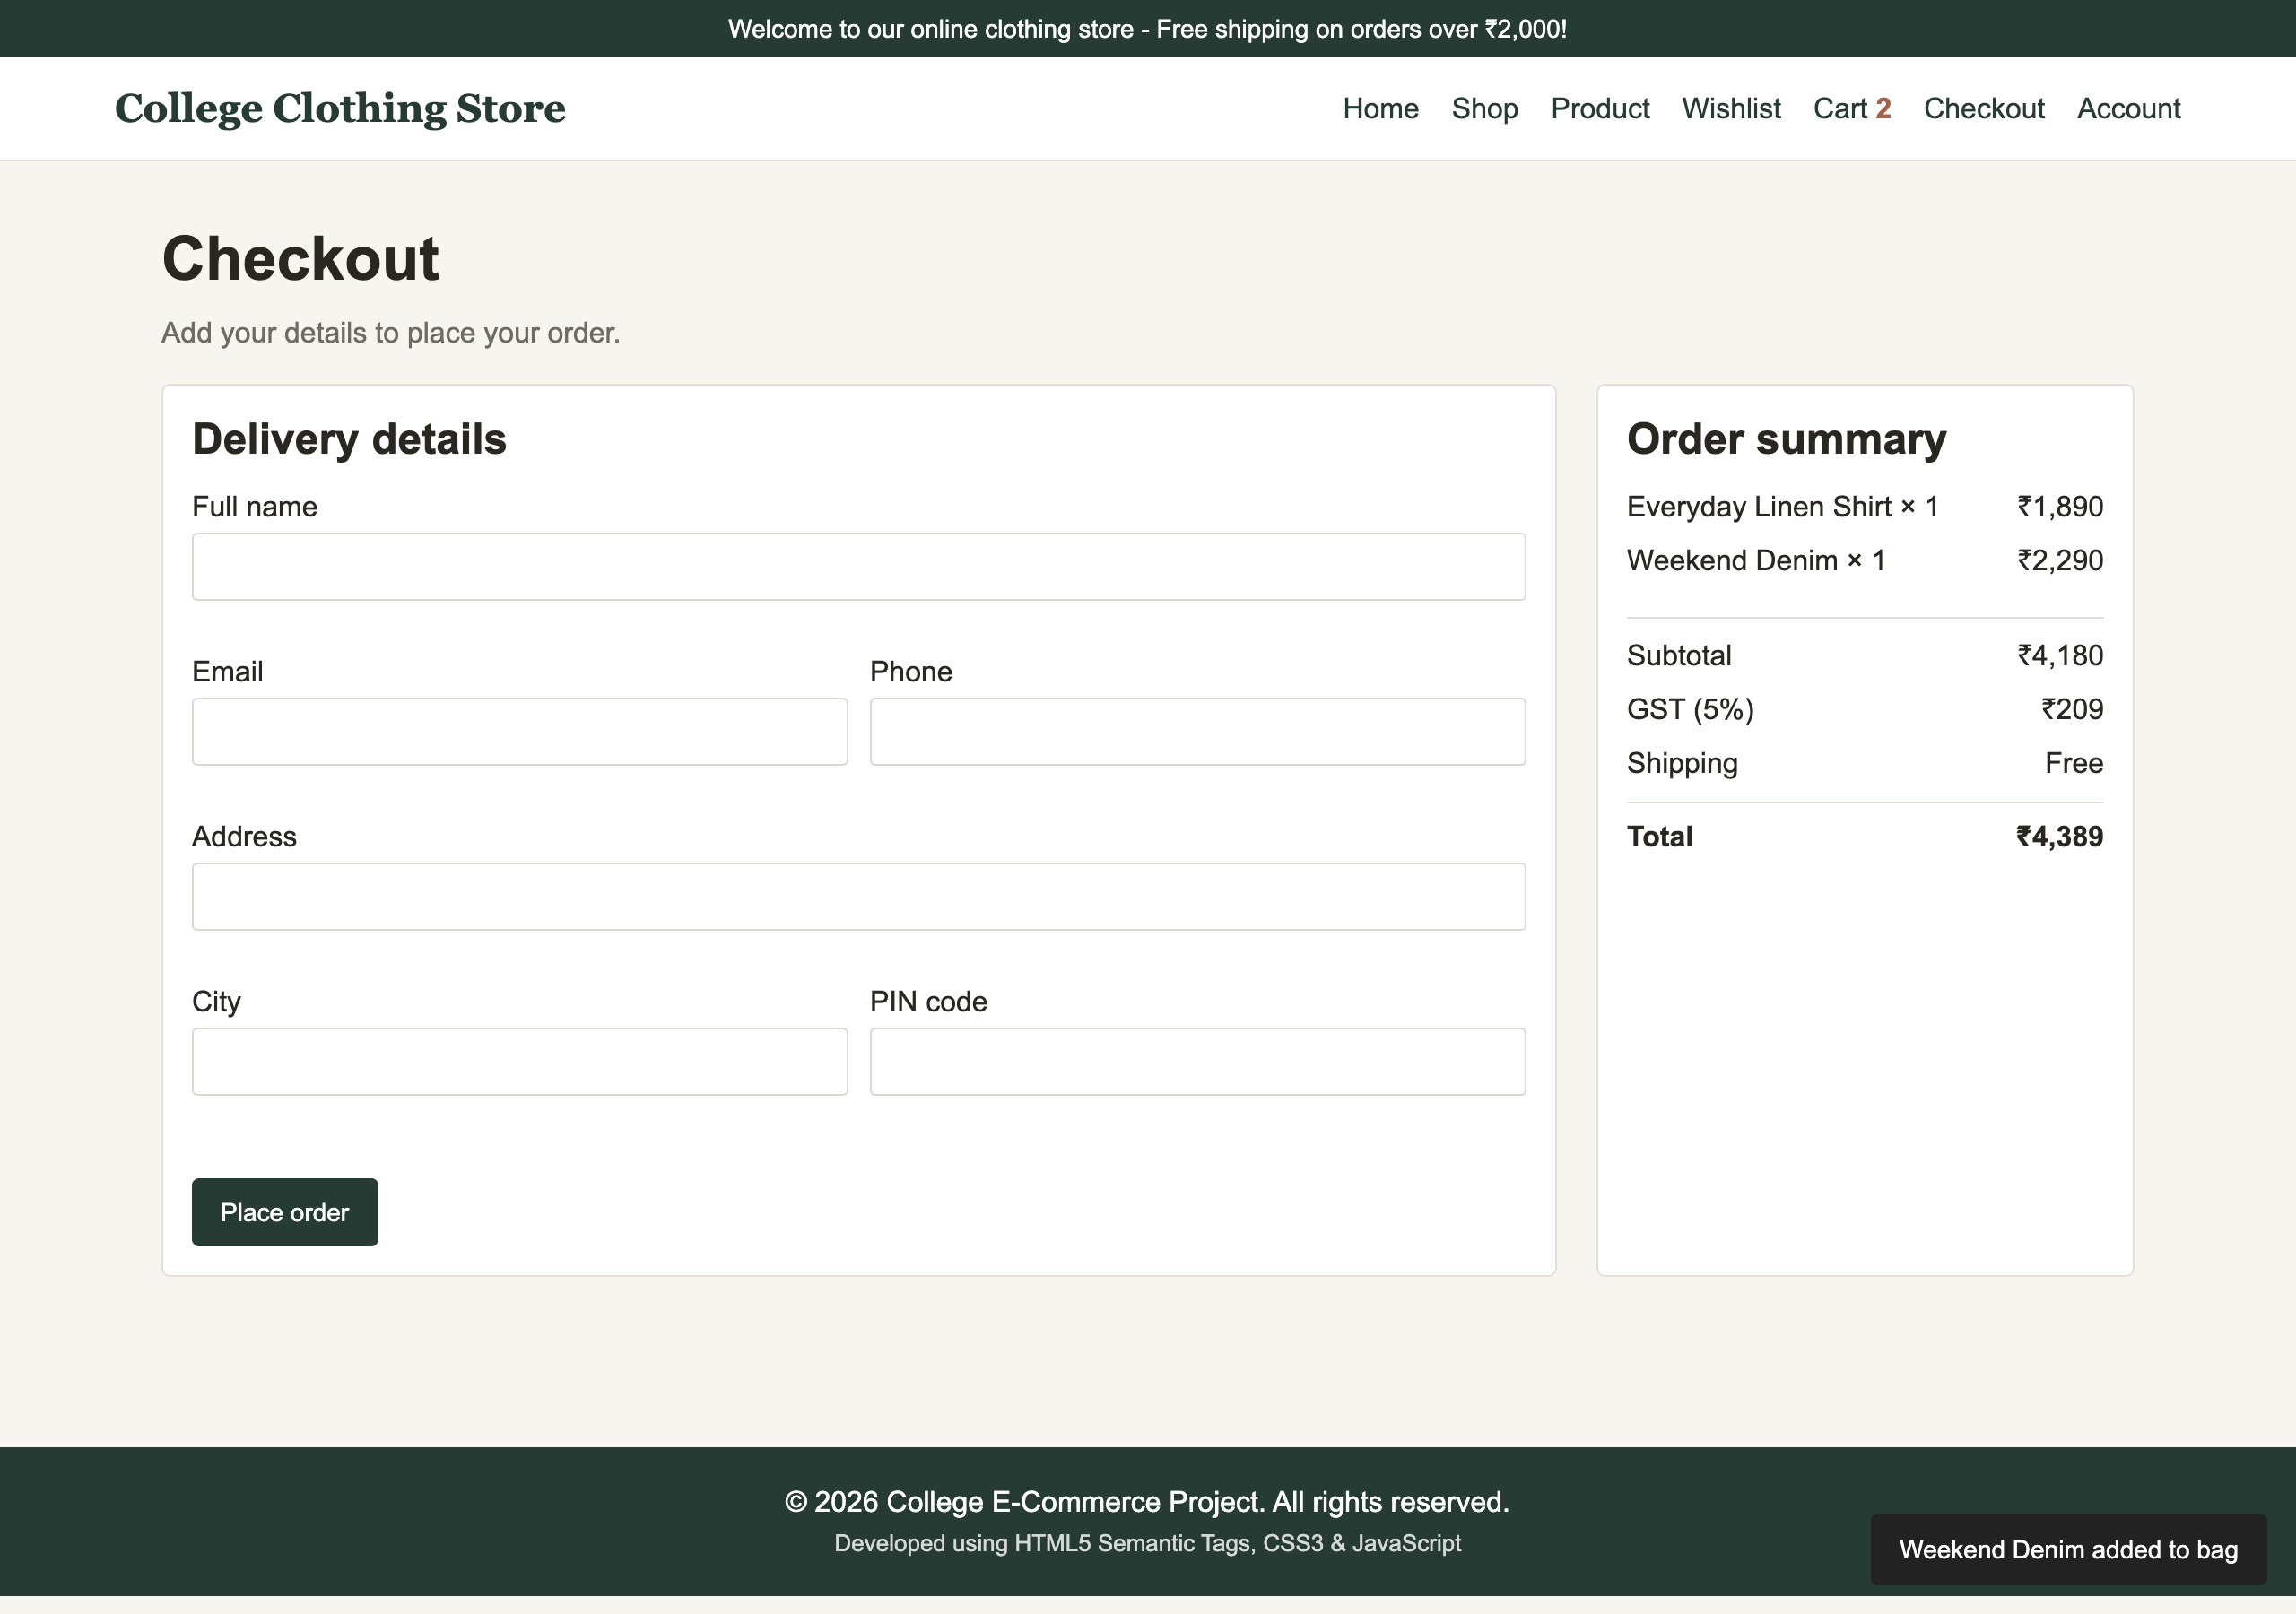 Welcome to our online clothing store - Free shipping on orders over ₹2,000!
College Clothing Store
Home Shop Product Wishlist Cart 2 Checkout Account
Checkout
Add your details to place your order.
Delivery details
Full name
Email Phone
Address
City PIN code
Place order
Order summary
Everyday Linen Shirt × 1 ₹1,890
Weekend Denim × 1 ₹2,290
Subtotal ₹4,180
GST (5%) ₹209
Shipping Free
Total ₹4,389
© 2026 College E-Commerce Project. All rights reserved.
Developed using HTML5 Semantic Tags, CSS3 & JavaScript
Weekend Denim added to bag